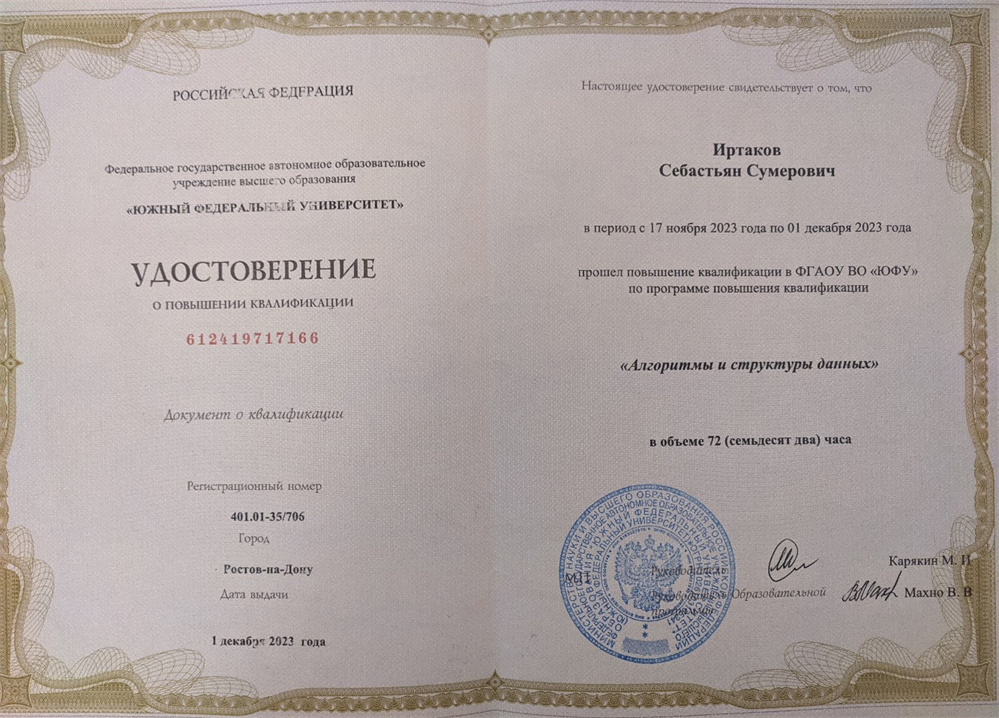 РОССИЙСКАЯ ФЕДЕРАЦИЯ
Федеральное государственное автономное образовательное
учреждение высшего образования
«ЮЖНЫЙ ФЕДЕРАЛЬНЫЙ УНИВЕРСИТЕТ»
УДОСТОВЕРЕНИЕ
О ПОВЫШЕНИИ КВАЛИФИКАЦИИ
612419717166
Документ о квалификации
Регистрационный номер
401.01-35/706
Город
Ростов-на-Дону
Дата выдачи
1 декабря 2023 года
Настоящее удостоверение свидетельствует о том, что
Иртаков
Себастьян Сумерович
в период с 17 ноября 2023 года по 01 декабря 2023 года
прошел повышение квалификации в ФГАОУ ВО «ЮФУ»
по программе повышения квалификации
«Алгоритмы и структуры данных»
в объеме 72 (семьдесят два) часа
МП
Руководитель
Карякин М. И
Руководитель Образовательной
программы
Махно В. В